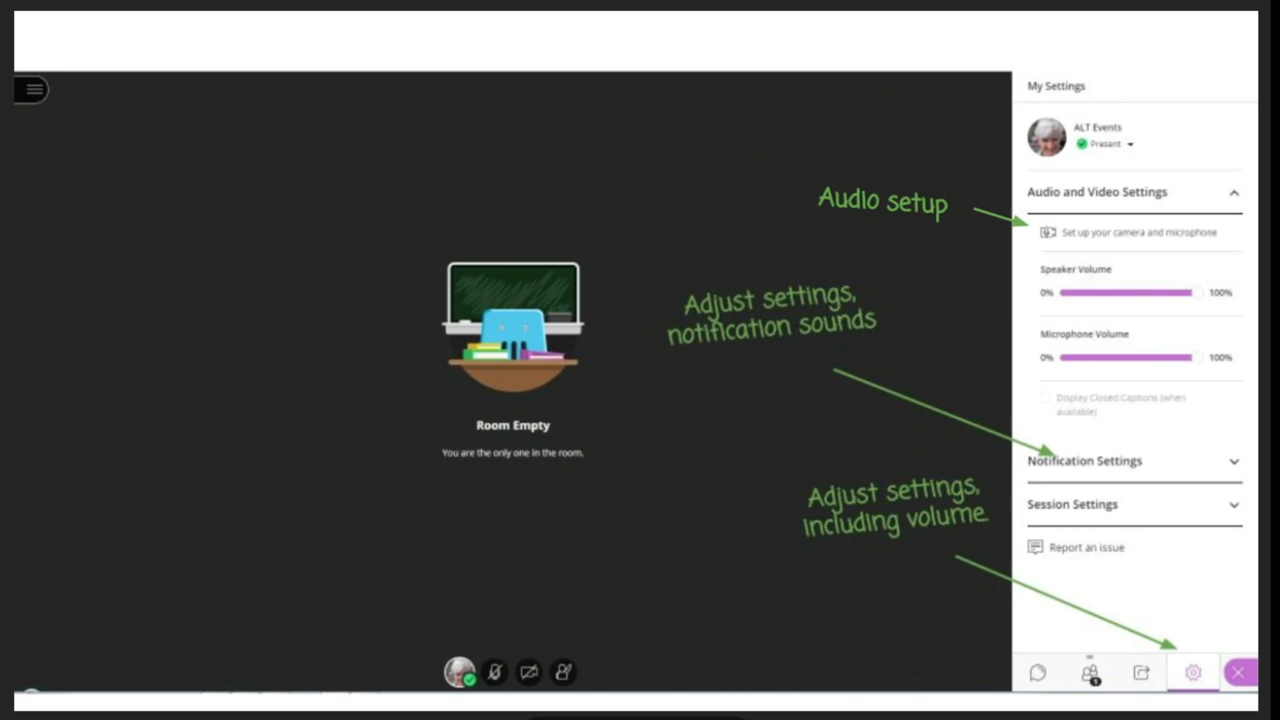 My Settings
ALT Events
Present
Audio and Video Settings
Audio setup
Set up your camera and microphone
Speaker Volume
0% 100%
Adjust settings,
notification sounds
Microphone Volume
0% 100%
Display Closed Captions (when
available)
Room Empty
You are the only one in the room.
Notification Settings
Adjust settings,
including volume
Session Settings
Report an issue
1